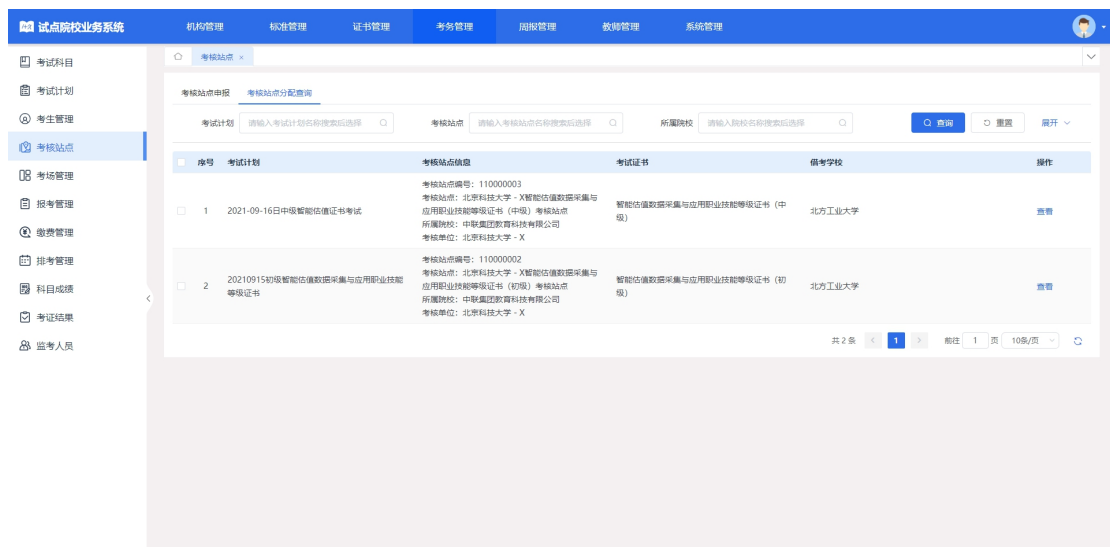 试点院校业务系统
机构管理 标准管理 证书管理 考务管理 周报管理 教师管理 系统管理
考试科目
考试计划
考生管理
考核站点
考场管理
报考管理
缴费管理
排考管理
科目成绩
考证结果
监考人员
考核站点 ×
考核站点申报 考核站点分配查询
考试计划 请输入考试计划名称搜索后选择 考核站点 请输入考核站点名称搜索后选择 所属院校 请输入院校名称搜索后选择 查询 重置 展开
序号 考试计划 考核站点信息 考试证书 借考学校 操作
1 2021-09-16日中级智能估值证书考试
考核站点编号：110000003
考核站点：北京科技大学 - X智能估值数据采集与
应用职业技能等级证书（中级）考核站点
所属院校：中联集团教育科技有限公司
考核单位：北京科技大学 - X
智能估值数据采集与应用职业技能等级证书（中
级）
北方工业大学
查看
2 20210915初级智能估值数据采集与应用职业技能
等级证书
考核站点编号：110000002
考核站点：北京科技大学 - X智能估值数据采集与
应用职业技能等级证书（初级）考核站点
所属院校：中联集团教育科技有限公司
考核单位：北京科技大学 - X
智能估值数据采集与应用职业技能等级证书（初
级）
北方工业大学
查看
共 2 条 < 1 > 前往 1 页 10条/页